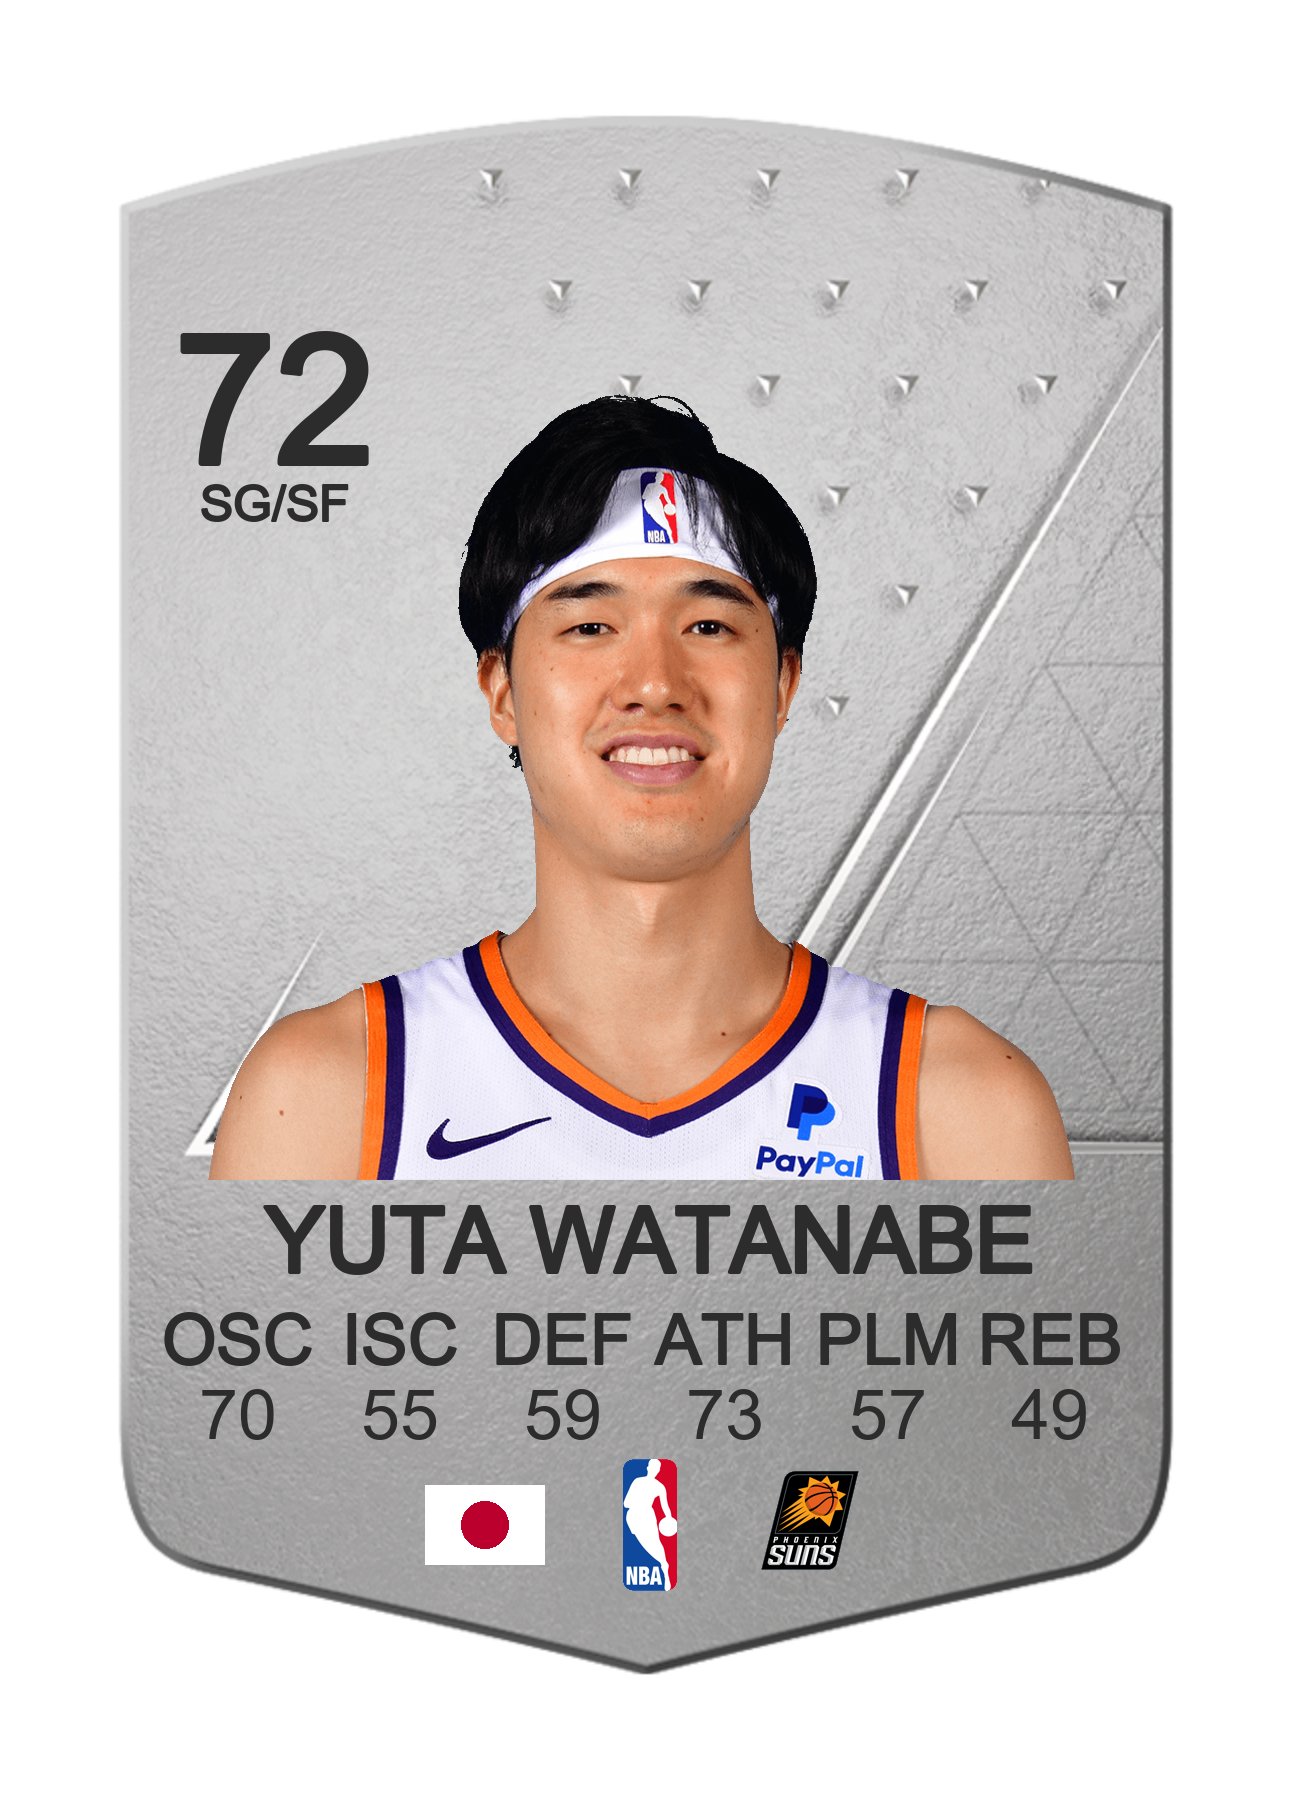 72
SG/SF
NBA
PayPal
YUTA WATANABE
OSC ISC DEF ATH PLM REB
70 55 59 73 57 49
NBA
PHOENIX
SUNS